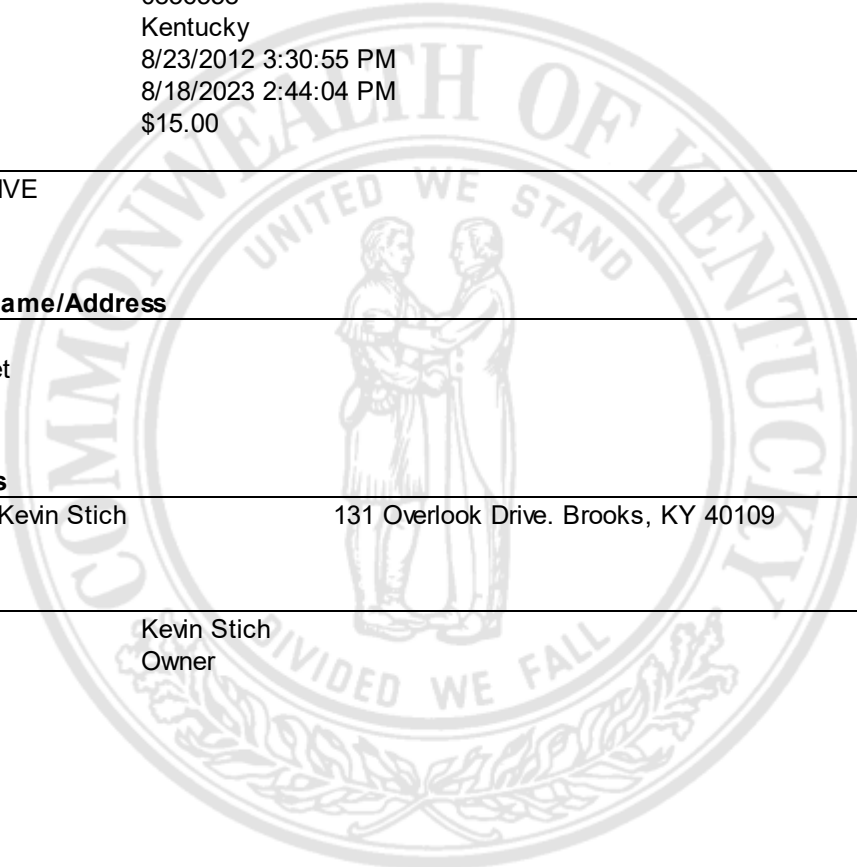 Kentucky
8/23/2012 3:30:55 PM
8/18/2023 2:44:04 PM
$15.00
IVE
ame/Address
et
s
Kevin Stich 131 Overlook Drive. Brooks, KY 40109
Kevin Stich
Owner
COMMONWEALTH OF KENTUCKY
UNITED WE STAND
DIVIDED WE FALL